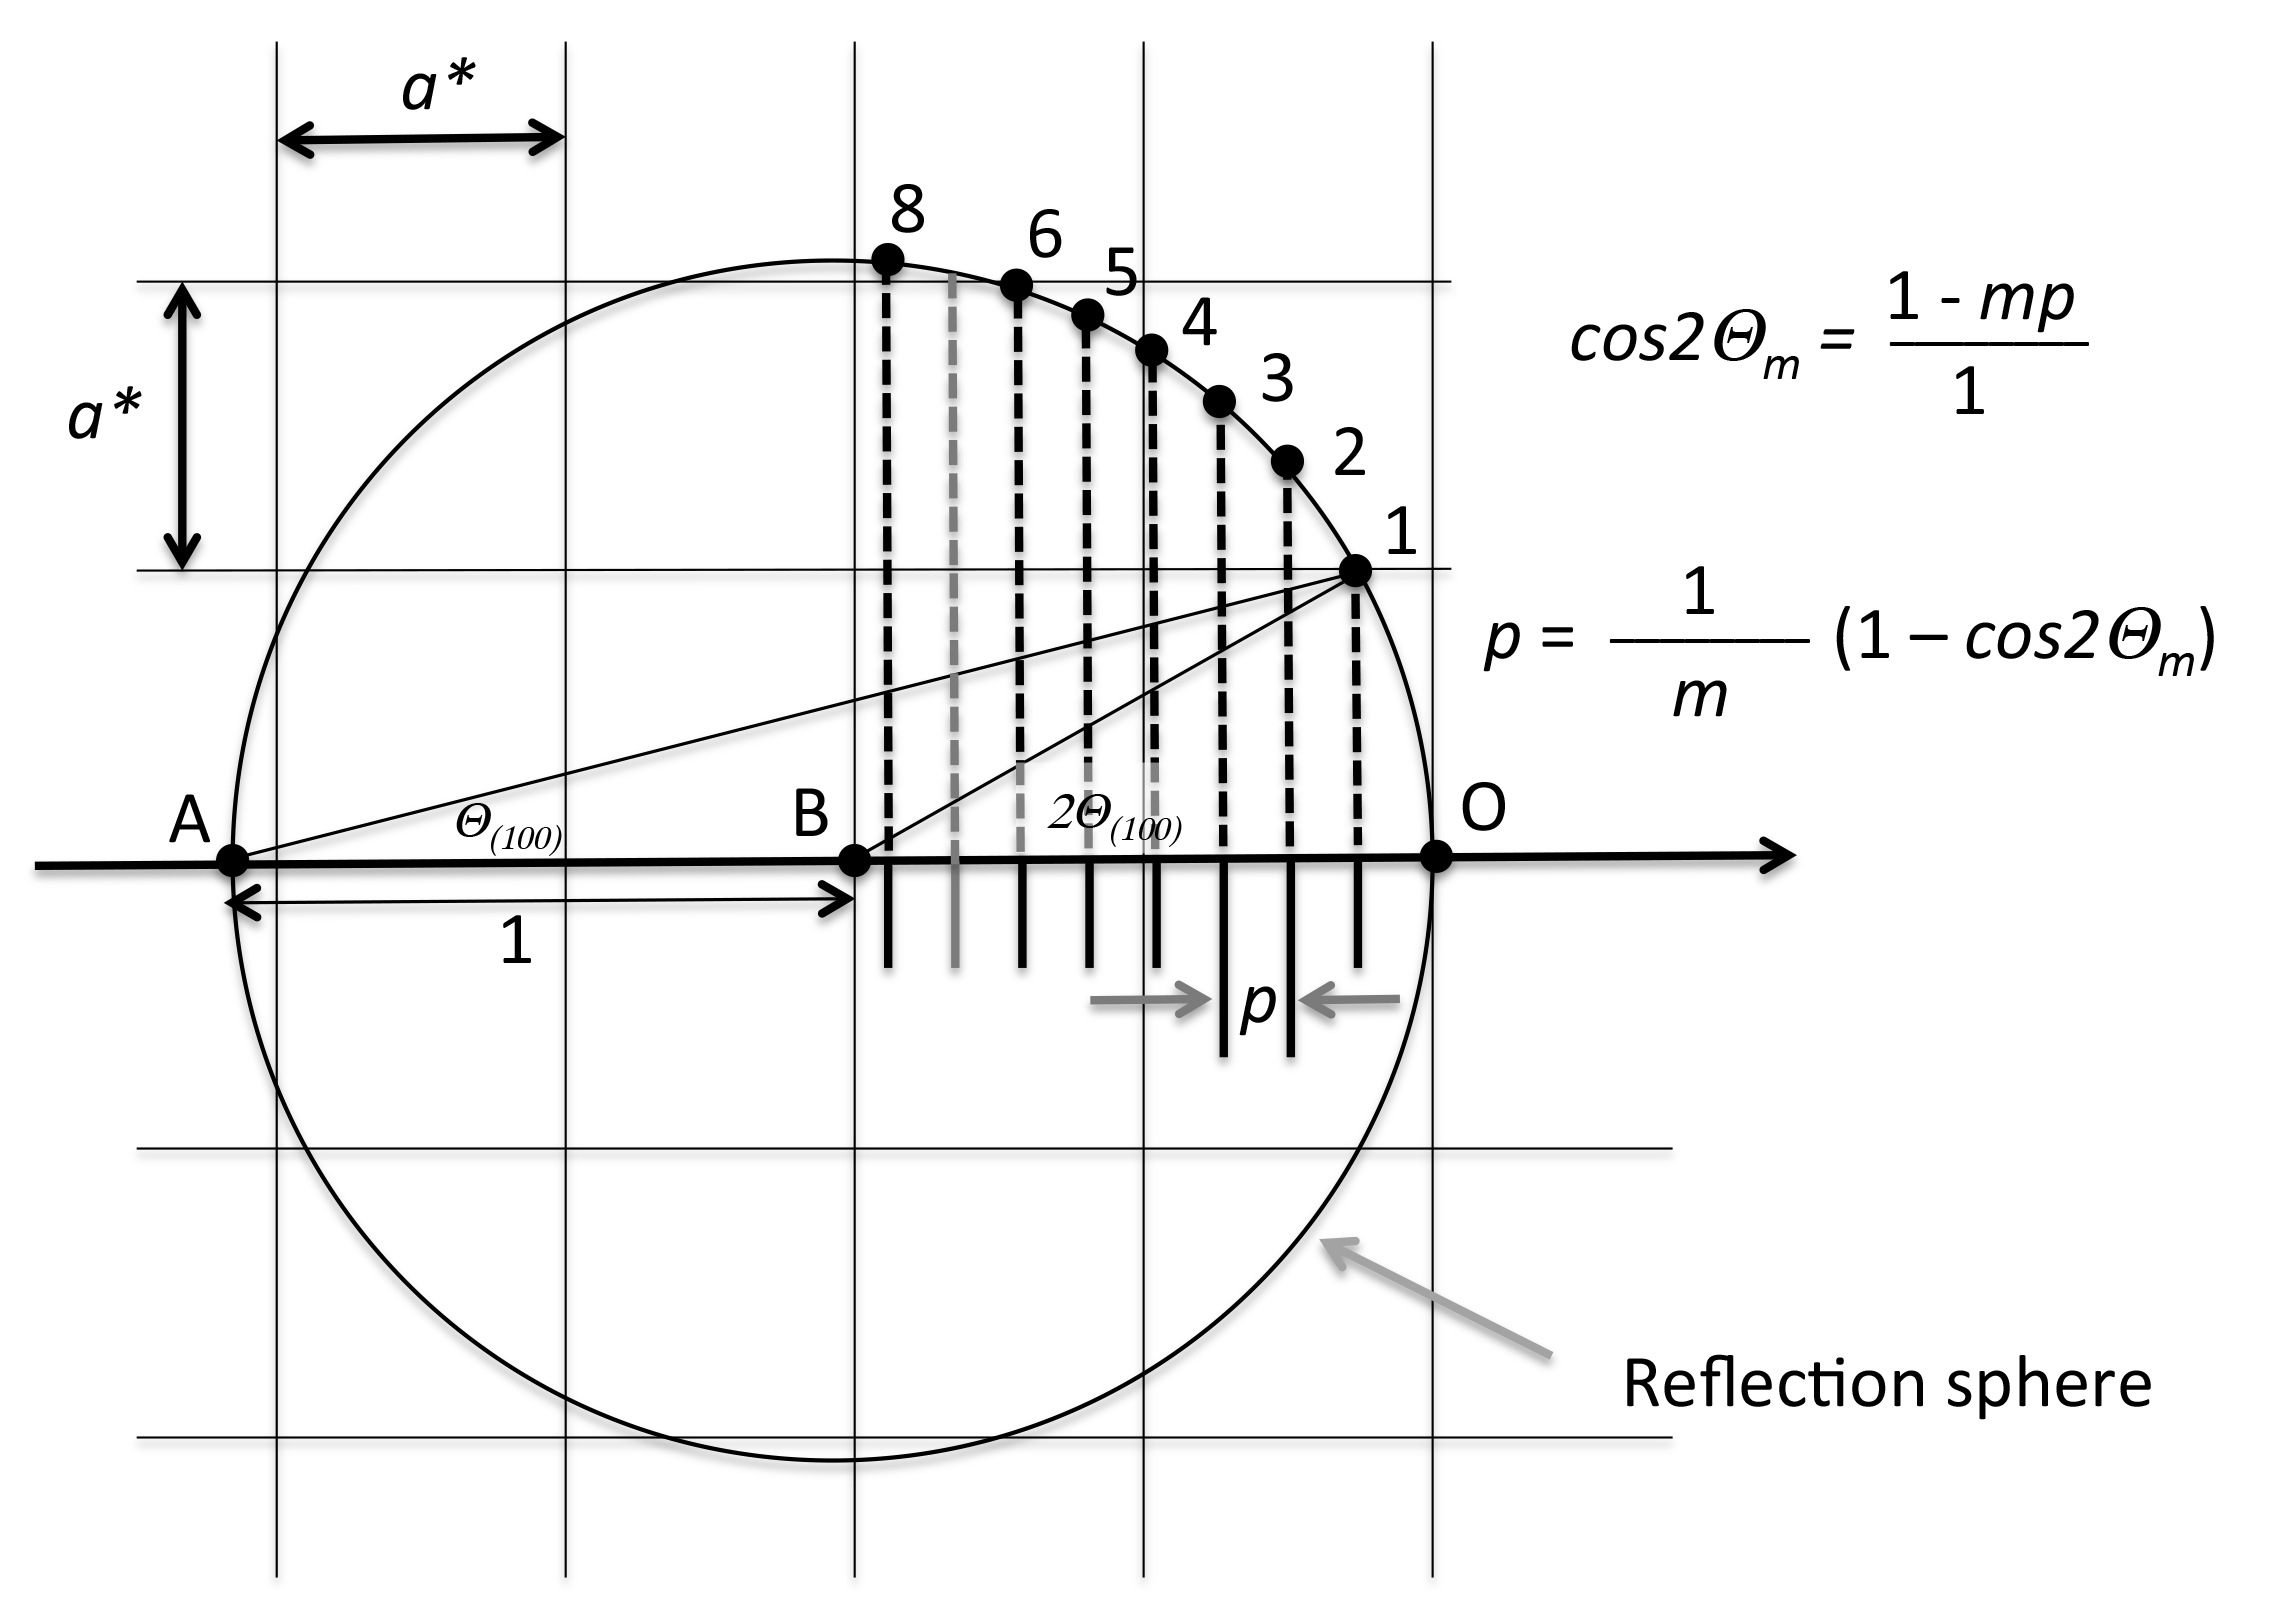 a*
8
6
5
4
3
2
1
a*
cos2Θm = 1 - mp
1
p = 1 (1 – cos2Θm)
m
A
Θ(100)
B
2Θ(100)
O
1
p
Reflection sphere